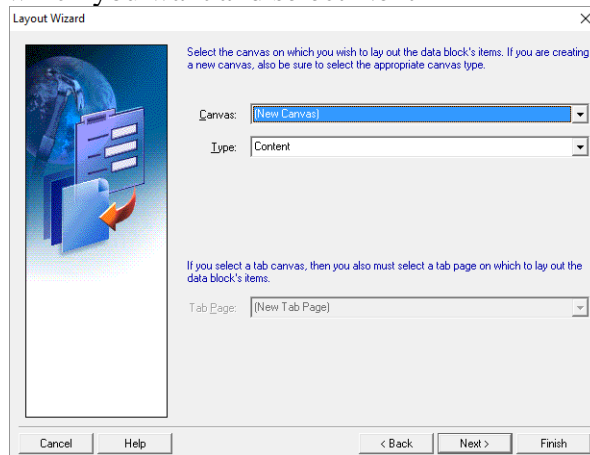 Layout Wizard
Select the canvas on which you wish to lay out the data block's items. If you are creating
a new canvas, also be sure to select the appropriate canvas type.
Canvas: (New Canvas)
Type: Content
If you select a tab canvas, then you also must select a tab page on which to lay out the
data block's items.
Tab Page: (New Tab Page)
Cancel Help < Back Next > Finish